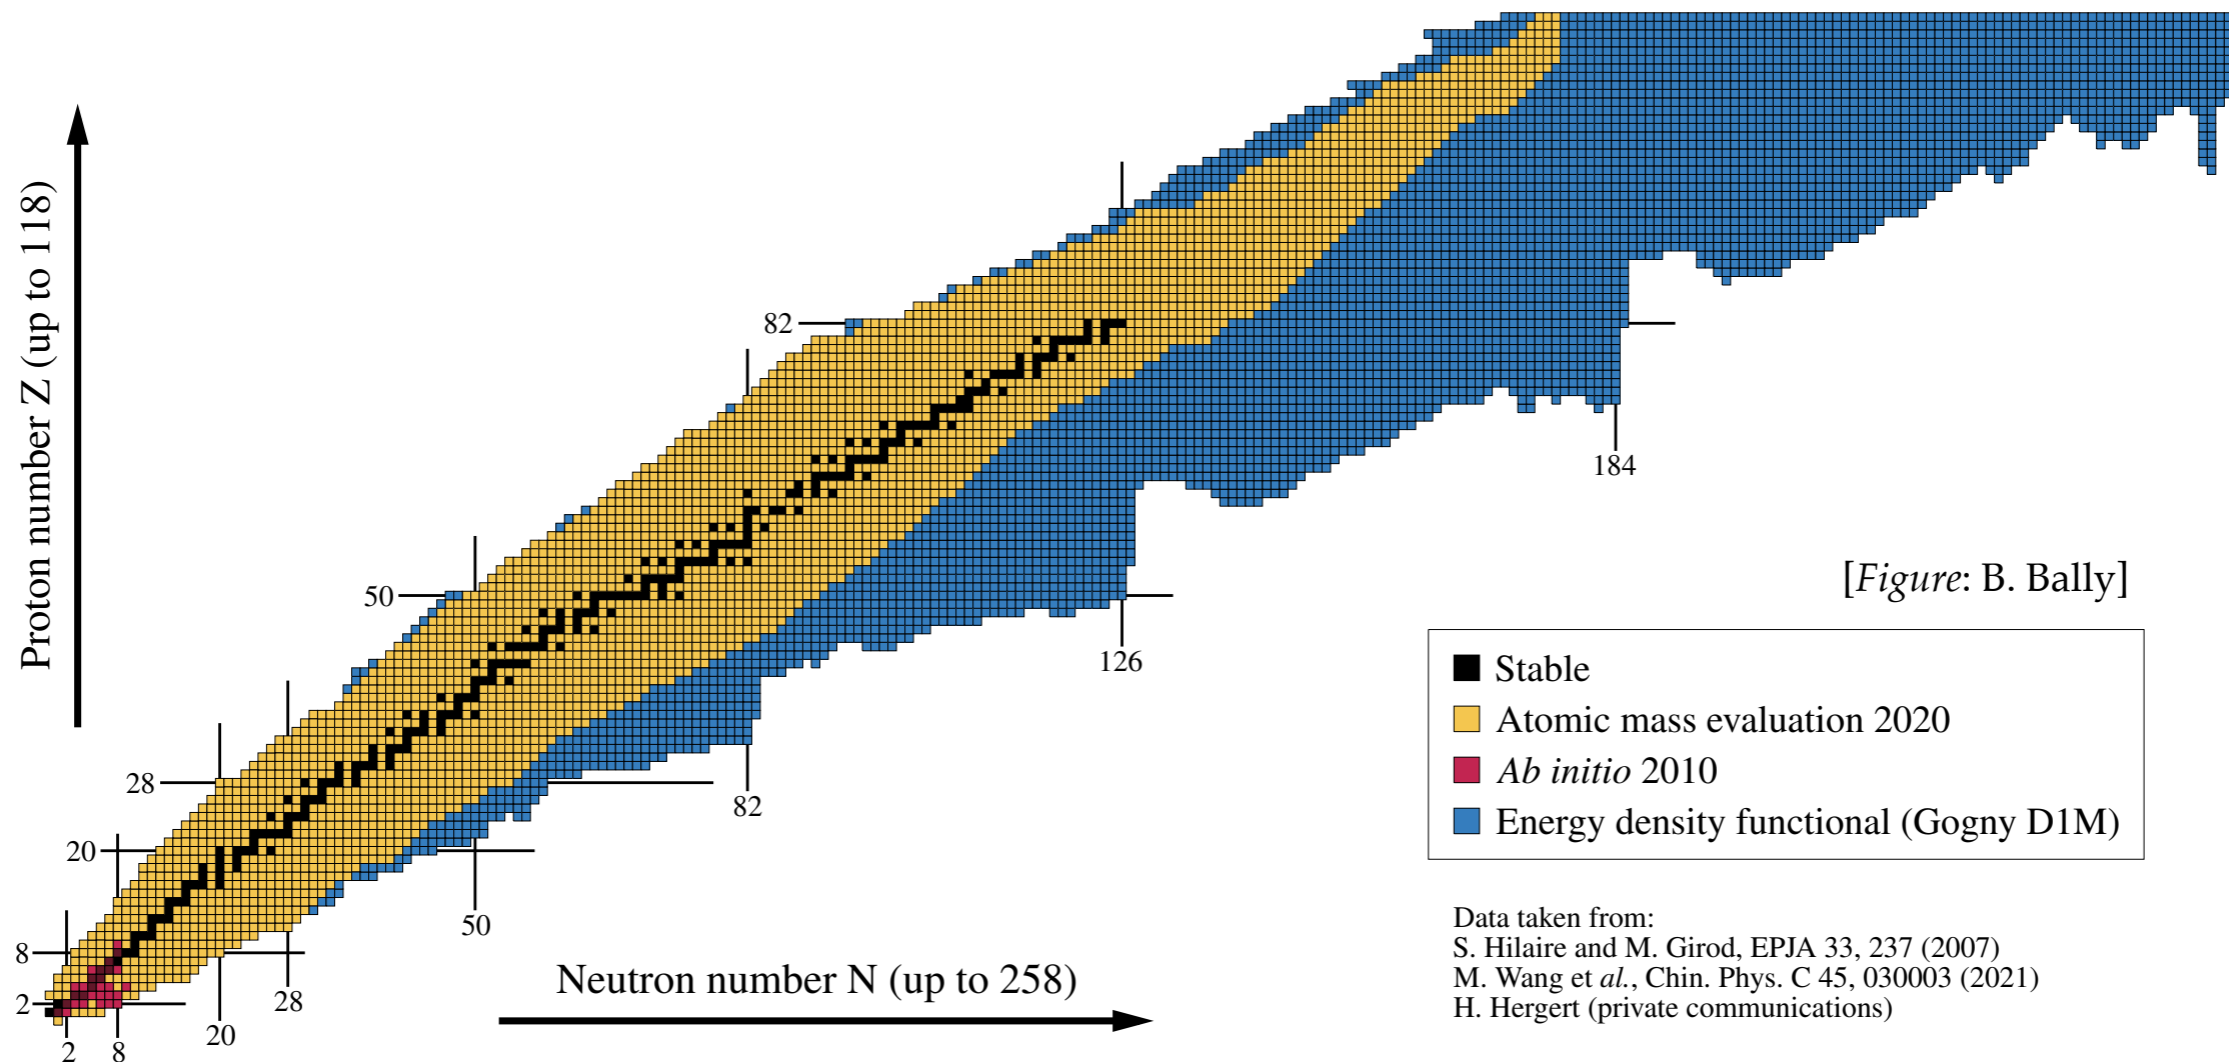 Proton number Z (up to 118)
82
50
28
20
8
2
2
8
20
28
50
82
126
184
Neutron number N (up to 258)
[Figure: B. Bally]
Stable
Atomic mass evaluation 2020
Ab initio 2010
Energy density functional (Gogny D1M)
Data taken from:
S. Hilaire and M. Girod, EPJA 33, 237 (2007)
M. Wang et al., Chin. Phys. C 45, 030003 (2021)
H. Hergert (private communications)